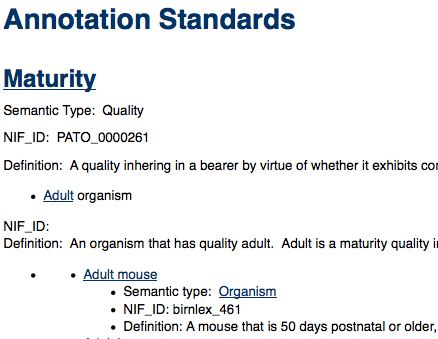 Annotation Standards
Maturity
Semantic Type: Quality
NIF_ID: PATO_0000261
Definition: A quality inhering in a bearer by virtue of whether it exhibits
• Adult organism
NIF_ID:
Definition: An organism that has quality adult. Adult is a maturity quality
• • Adult mouse
• Semantic type: Organism
• NIF_ID: birnlex_461
• Definition: A mouse that is 50 days postnatal or older,